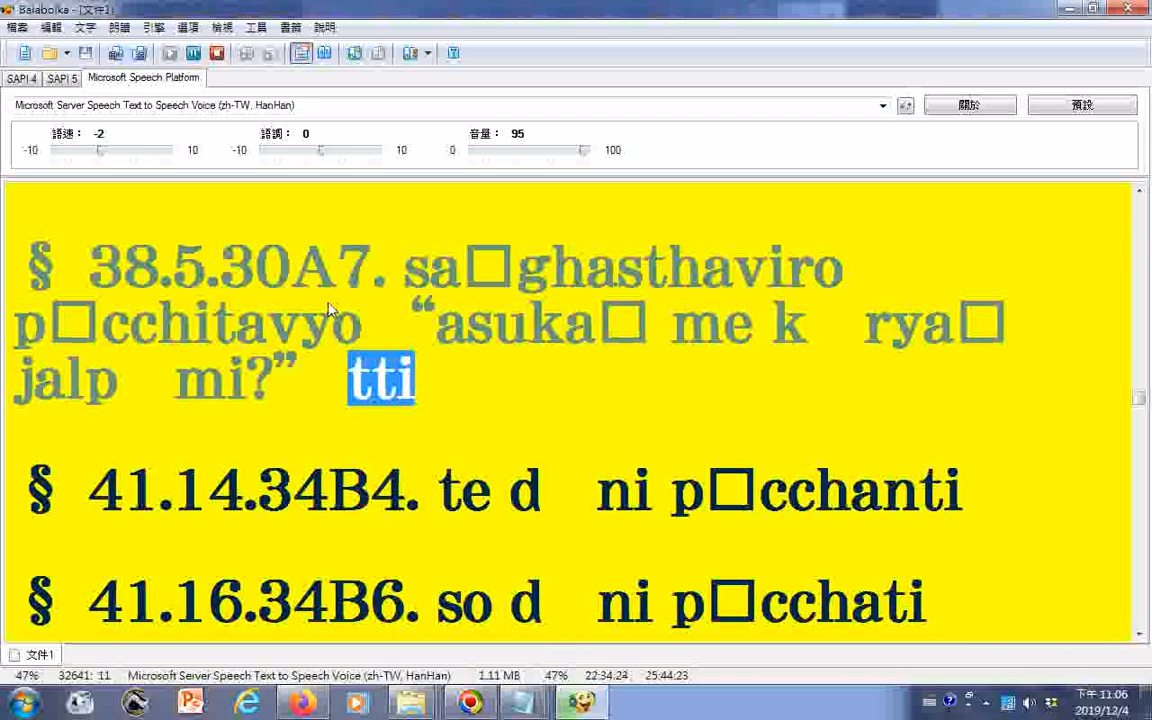 Balabolka - [文件1]
檔案 編輯 文字 朗讀 引擎 選項 檢視 工具 書籤 說明
SAPI 4 SAPI 5 Microsoft Speech Platform
Microsoft Server Speech Text to Speech Voice (zh-TW, HanHan) 關於 預設
語速： -2 語調： 0 音量： 95
-10 10 -10 10 0 100
§ 38.5.30A7. sa□ghasthaviro
p□cchitavyo “asuka□ me k rya□
jalp mi?” tti
§ 41.14.34B4. te d ni p□cchanti
§ 41.16.34B6. so d ni p□cchati
文件1
47% 32641: 11 Microsoft Server Speech Text to Speech Voice (zh-TW, HanHan) 1.11 MB 47% 22:34:24 25:44:23
下午 11:06
2019/12/4